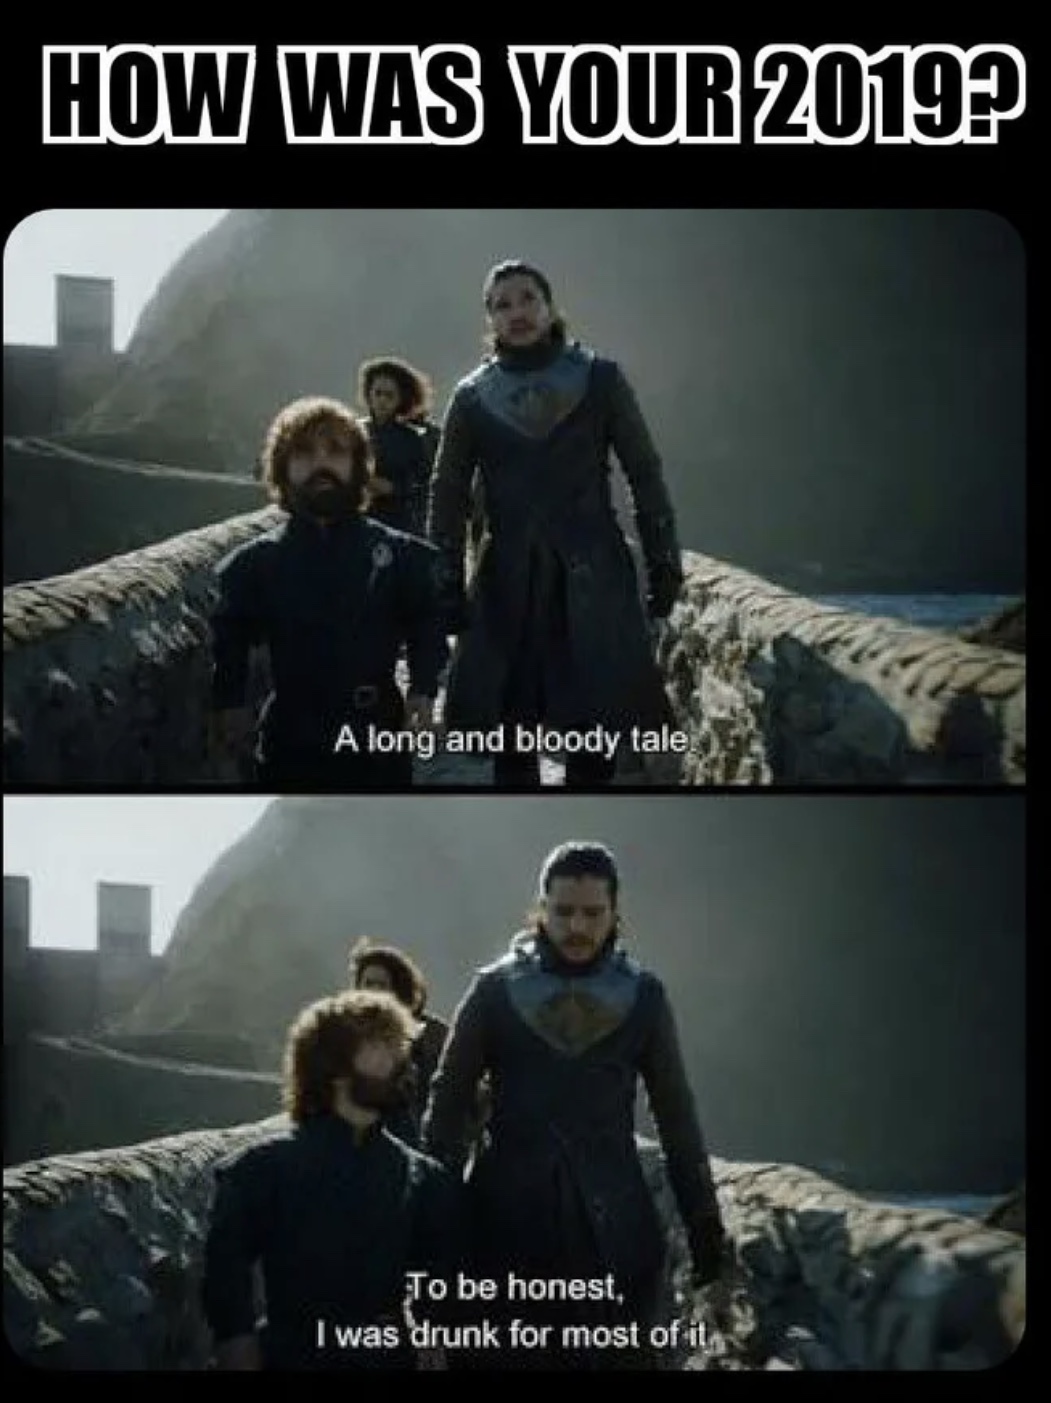 HOW WAS YOUR 2019?
A long and bloody tale.
To be honest,
I was drunk for most of it.